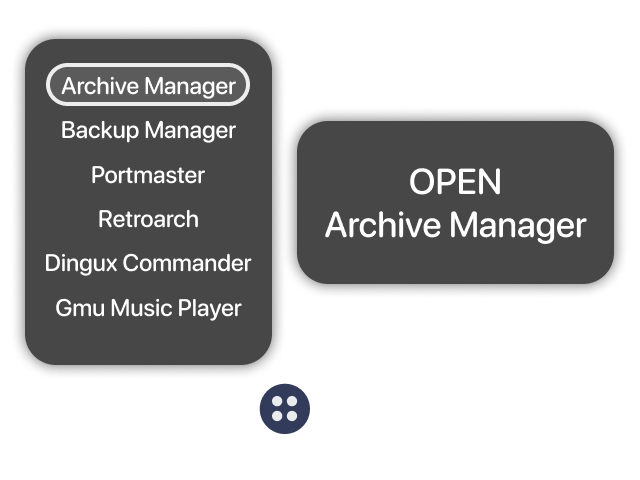 Archive Manager
Backup Manager
Portmaster
Retroarch
Dingux Commander
Gmu Music Player
OPEN
Archive Manager